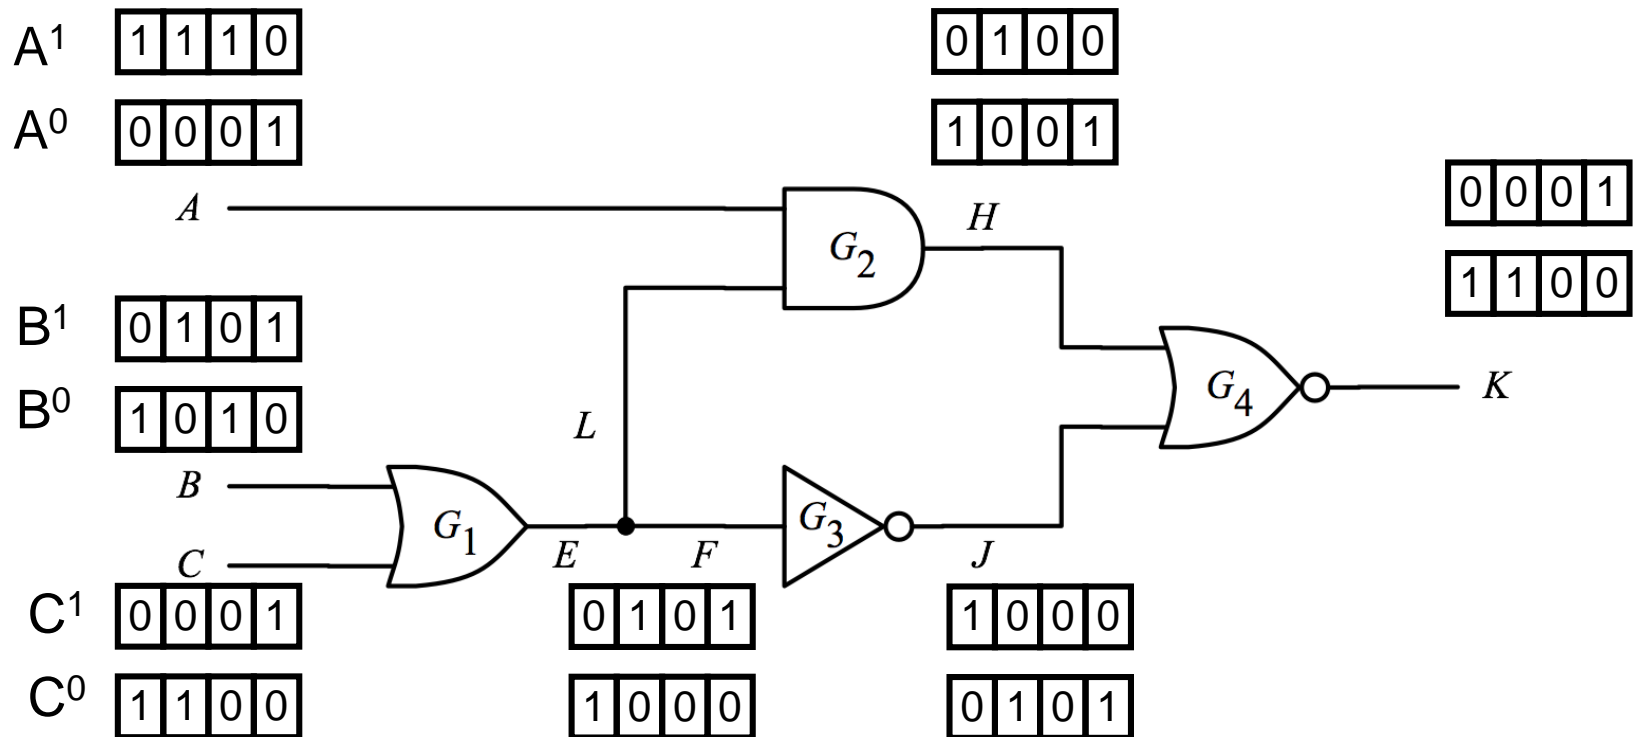 A¹ 1 1 1 0
0 1 0 0
A⁰ 0 0 0 1
1 0 0 1
0 0 0 1
A
G₂
H
1 1 0 0
B¹ 0 1 0 1
B⁰ 1 0 1 0
G₄
K
L
B
G₁
G₃
C
E
F
J
C¹ 0 0 0 1
0 1 0 1
1 0 0 0
C⁰ 1 1 0 0
1 0 0 0
0 1 0 1